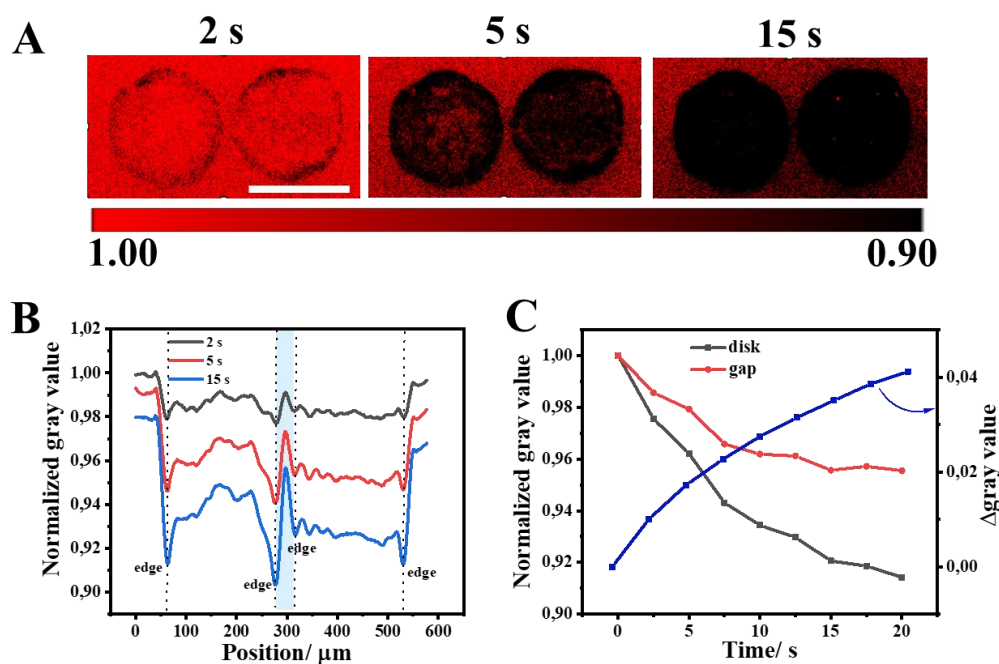 A
2 s
5 s
15 s
1.00
0.90
B
Normalized gray value
1,02
1,00
0,98
0,96
0,94
0,92
0,90
2 s
5 s
15 s
edge
edge
edge
edge
0
100
200
300
400
500
600
Position/ μm
C
Normalized gray value
1,00
0,98
0,96
0,94
0,92
0,90
disk
gap
0,04
0,02
0,00
Δgray value
0
5
10
15
20
Time/ s